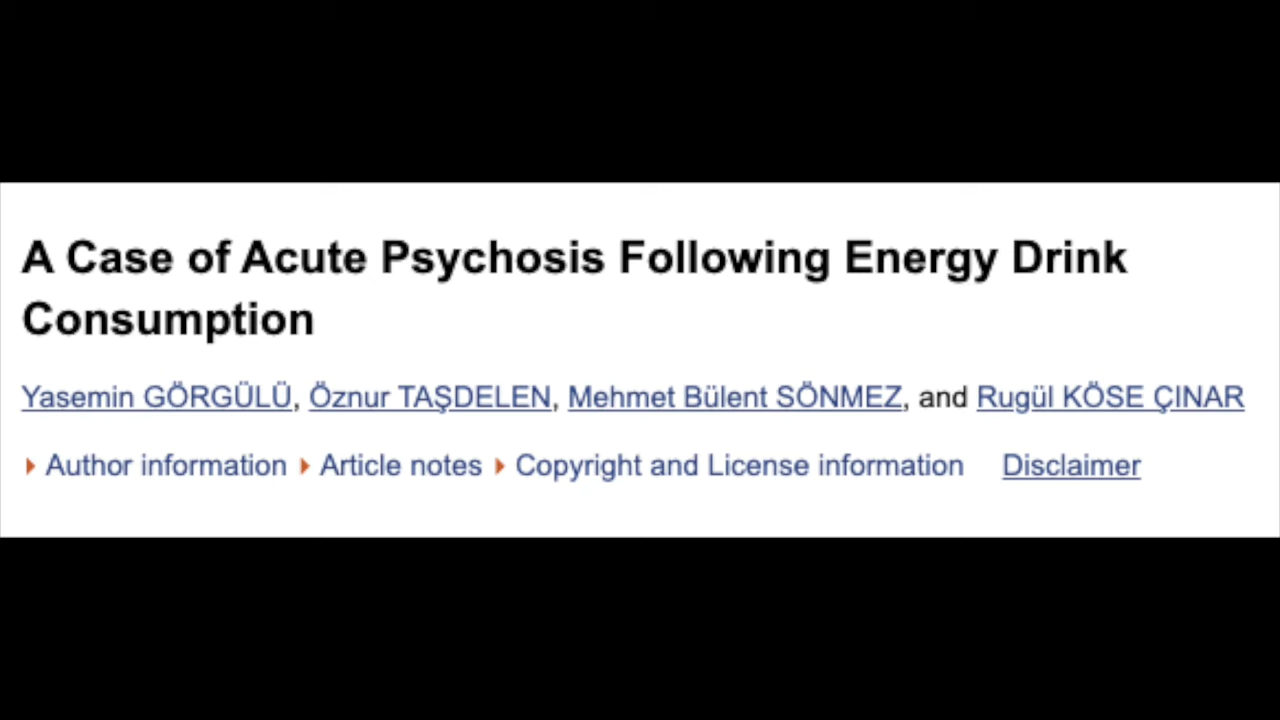 A Case of Acute Psychosis Following Energy Drink
Consumption
Yasemin GÖRGÜLÜ, Öznur TAŞDELEN, Mehmet Bülent SÖNMEZ, and Rugül KÖSE ÇINAR
Author information Article notes Copyright and License information Disclaimer